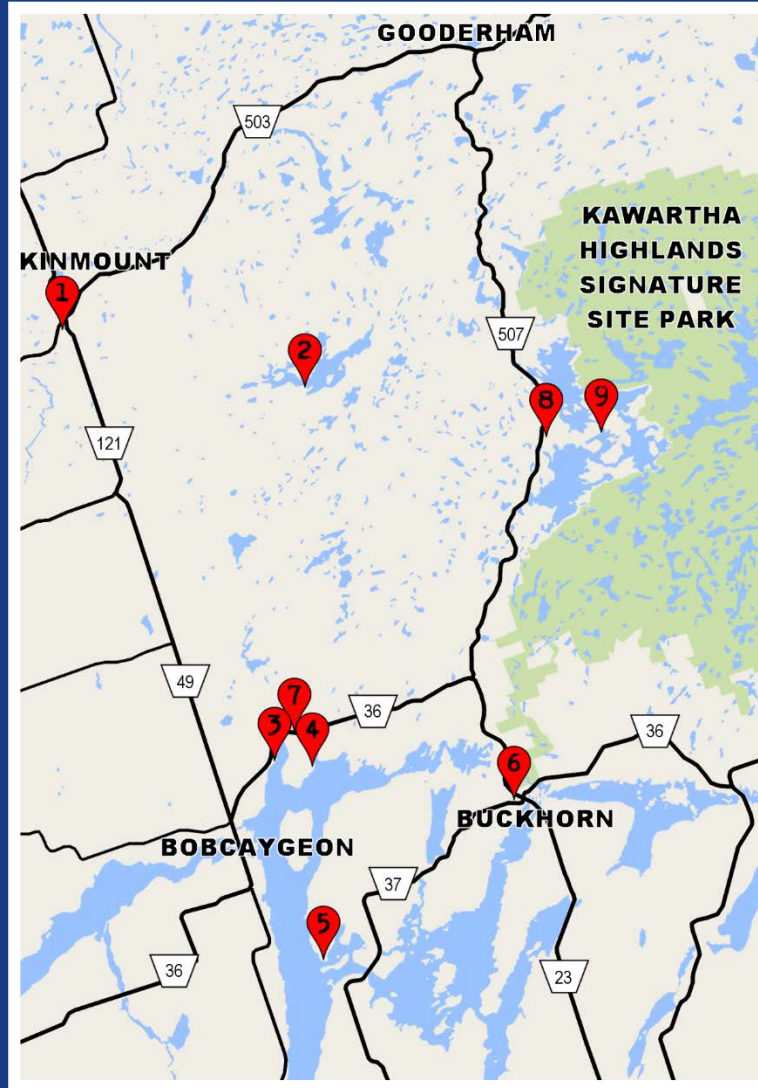 GOODERHAM
503
KAWARTHA
HIGHLANDS
SIGNATURE
SITE PARK
KINMOUNT
1
507
2
8
9
121
49
7
36
3
4
36
6
BUCKHORN
BOBCAYGEON
37
5
36
23